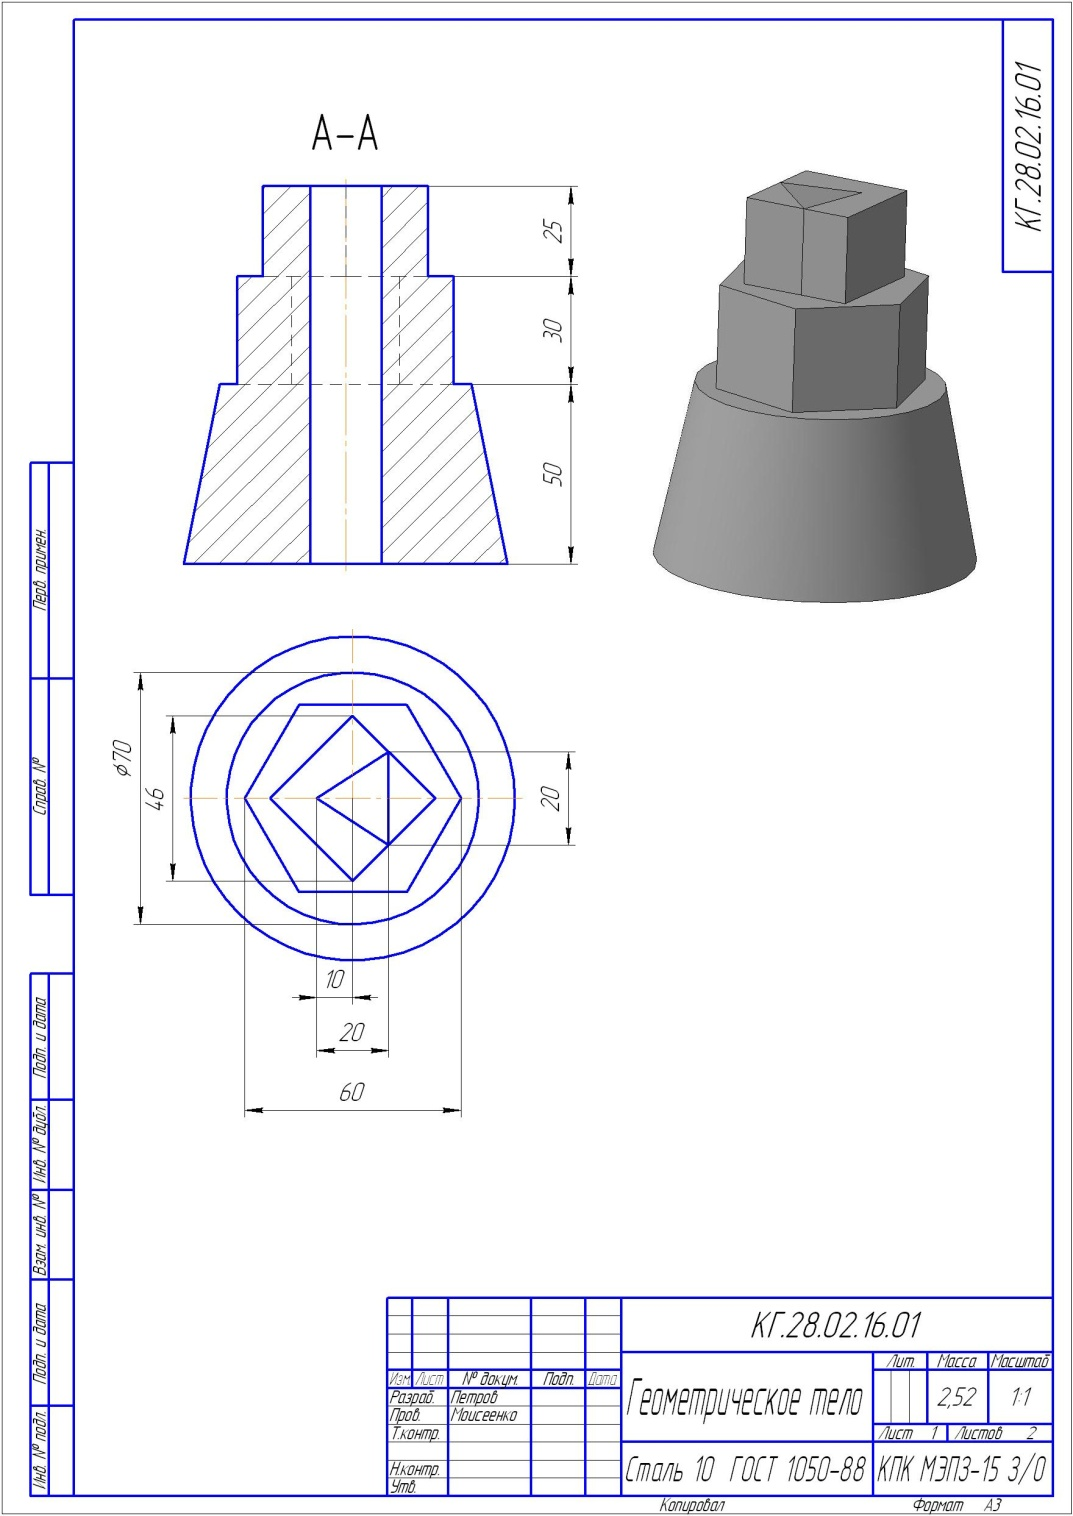 А-А
КГ.28.02.16.01
25
30
50
Перв. примен.
Справ. №
⌀70
46
20
10
20
60
Подп. и дата
Инв. № дубл.
Взам. инв. №
Подп. и дата
Инв. № подл.
КГ.28.02.16.01
Изм. Лист № докум. Подп. Дата
Разраб. Петров
Пров. Моисеенко
Т.контр.
Н.контр.
Утв.
Геометрическое тело
Лит. Масса Масштаб
2,52 1:1
Лист 1 Листов 2
Сталь 10 ГОСТ 1050-88
КПК МЭПЗ-15 З/О
Копировал Формат А3